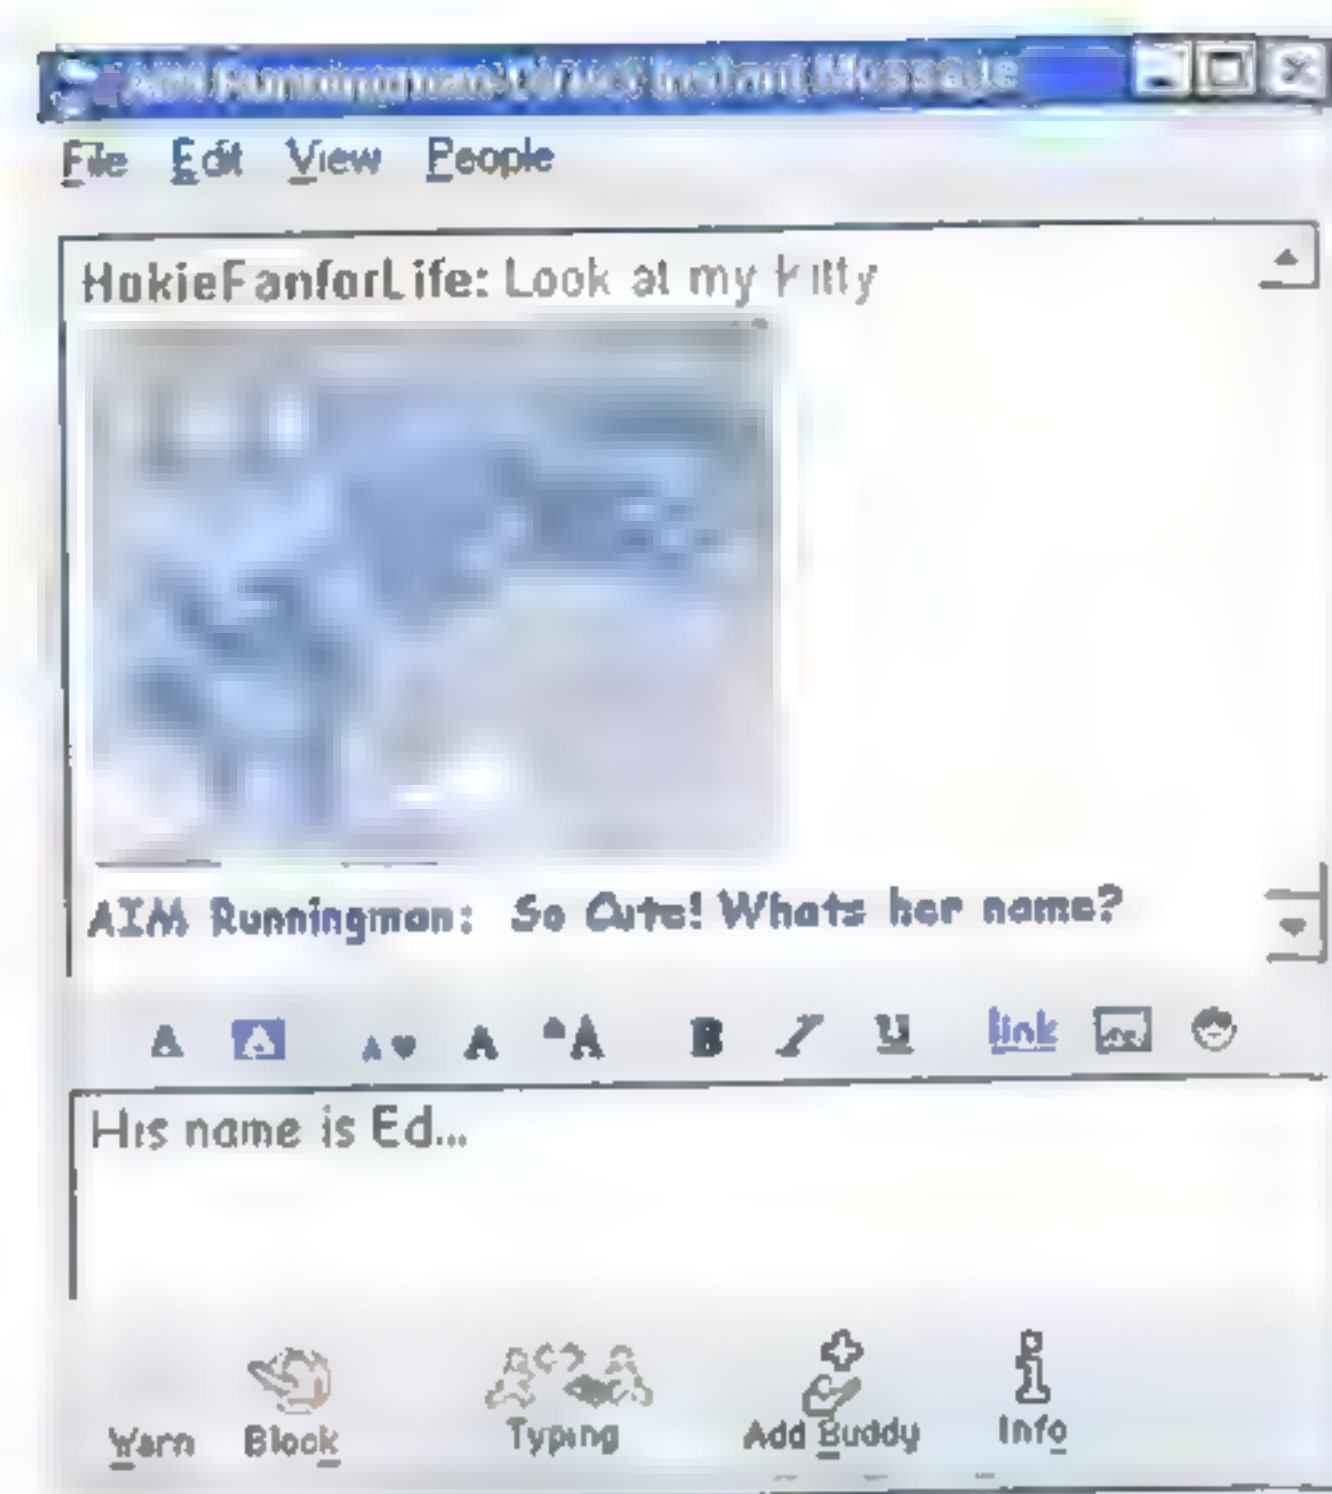 File Edit View People
HokieFanforLife: Look at my kitty
AIM Runningman: So Cute! Whats her name?
A A A A A B I U link
His name is Ed...
Warn Block Typing Add Buddy Info